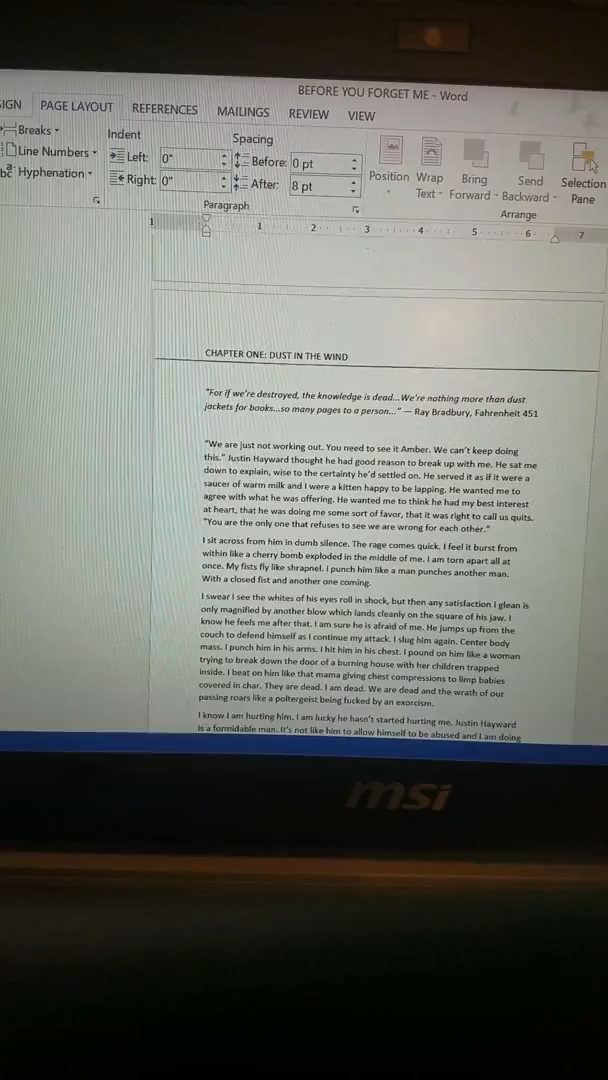 BEFORE YOU FORGET ME - Word
SIGN PAGE LAYOUT REFERENCES MAILINGS REVIEW VIEW
Breaks
Line Numbers
Hyphenation
Indent
Left: 0"
Right: 0"
Spacing
Before: 0 pt
After: 8 pt
Paragraph
Position
Wrap Text
Bring Forward
Send Backward
Selection Pane
Arrange
1 1 2 3 4 5 6 7
CHAPTER ONE: DUST IN THE WIND
"For if we're destroyed, the knowledge is dead...We're nothing more than dust
jackets for books...so many pages to a person..." — Ray Bradbury, Fahrenheit 451
"We are just not working out. You need to see it Amber. We can't keep doing
this." Justin Hayward thought he had good reason to break up with me. He sat me
down to explain, wise to the certainty he'd settled on. He served it as if it were a
saucer of warm milk and I were a kitten happy to be lapping. He wanted me to
agree with what he was offering. He wanted me to think he had my best interest
at heart, that he was doing me some sort of favor, that it was right to call us quits.
"You are the only one that refuses to see we are wrong for each other."
I sit across from him in dumb silence. The rage comes quick. I feel it burst from
within like a cherry bomb exploded in the middle of me. I am torn apart all at
once. My fists fly like shrapnel. I punch him like a man punches another man.
With a closed fist and another one coming.
I swear I see the whites of his eyes roll in shock, but then any satisfaction I glean is
only magnified by another blow which lands cleanly on the square of his jaw. I
know he feels me after that. I am sure he is afraid of me. He jumps up from the
couch to defend himself as I continue my attack. I slug him again. Center body
mass. I punch him in his arms. I hit him in his chest. I pound on him like a woman
trying to break down the door of a burning house with her children trapped
inside. I beat on him like that mama giving chest compressions to limp babies
covered in char. They are dead. I am dead. We are dead and the wrath of our
passing roars like a poltergeist being fucked by an exorcism.
I know I am hurting him. I am lucky he hasn't started hurting me. Justin Hayward
is a formidable man. It's not like him to allow himself to be abused and I am doing
msi